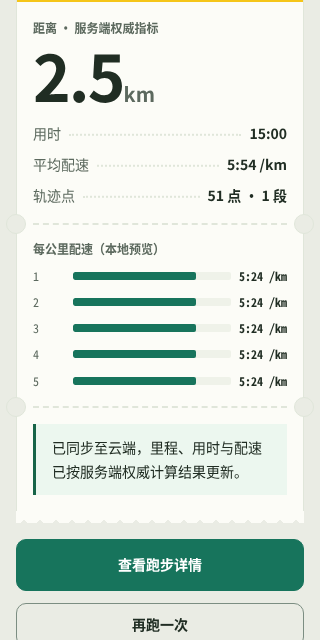 距离 · 服务端权威指标
2.5km
用时 15:00
平均配速 5:54 /km
轨迹点 51 点 · 1 段
每公里配速（本地预览）
1 5:24 /km
2 5:24 /km
3 5:24 /km
4 5:24 /km
5 5:24 /km
已同步至云端，里程、用时与配速
已按服务端权威计算结果更新。
查看跑步详情
再跑一次